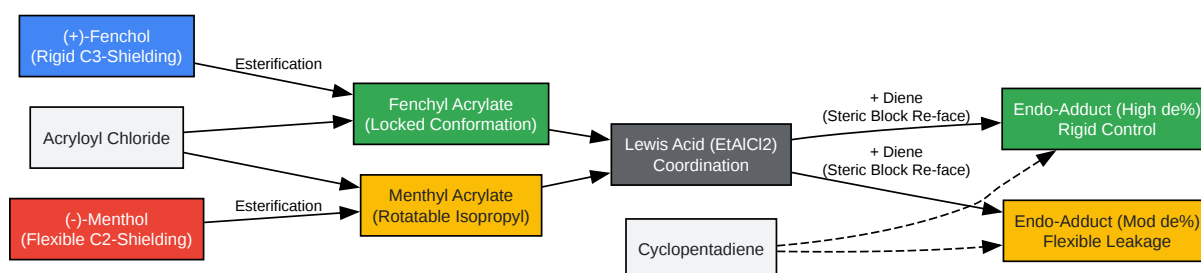 (+)-Fenchol
(Rigid C3-Shielding)
Esterification
Acryloyl Chloride
(-)-Menthol
(Flexible C2-Shielding)
Esterification
Fenchyl Acrylate
(Locked Conformation)
Menthyl Acrylate
(Rotatable Isopropyl)
Lewis Acid (EtAlCl2)
Coordination
Cyclopentadiene
+ Diene
(Steric Block Re-face)
+ Diene
(Steric Block Re-face)
Endo-Adduct (High de%)
Rigid Control
Endo-Adduct (Mod de%)
Flexible Leakage